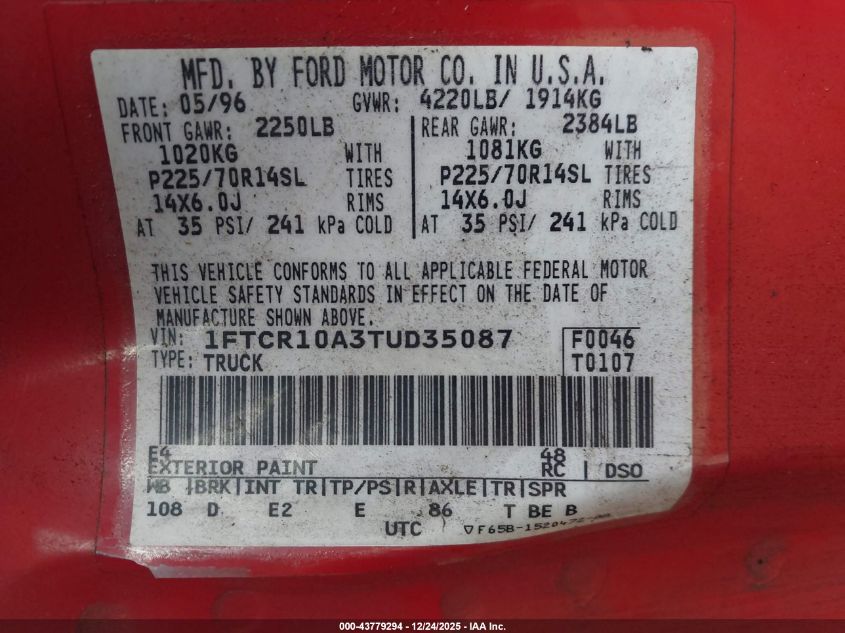 MFD. BY FORD MOTOR CO. IN U.S.A.
DATE: 05/96 GVWR: 4220LB/ 1914KG
FRONT GAWR: 2250LB REAR GAWR: 2384LB
1020KG WITH 1081KG WITH
P225/70R14SL TIRES P225/70R14SL TIRES
14X6.0J RIMS 14X6.0J RIMS
AT 35 PSI/ 241 kPa COLD AT 35 PSI/ 241 kPa COLD
THIS VEHICLE CONFORMS TO ALL APPLICABLE FEDERAL MOTOR
VEHICLE SAFETY STANDARDS IN EFFECT ON THE DATE OF
MANUFACTURE SHOWN ABOVE.
VIN: 1FTCR10A3TUD35087 F0046
TYPE: TRUCK T0107
E4 48
EXTERIOR PAINT RC DSO
WB BRK INT TR TP/PS R AXLE TR SPR
108 D E2 E 86 T BE B
UTC F65B-1520472-
000-43779294 - 12/24/2025 - IAA Inc.